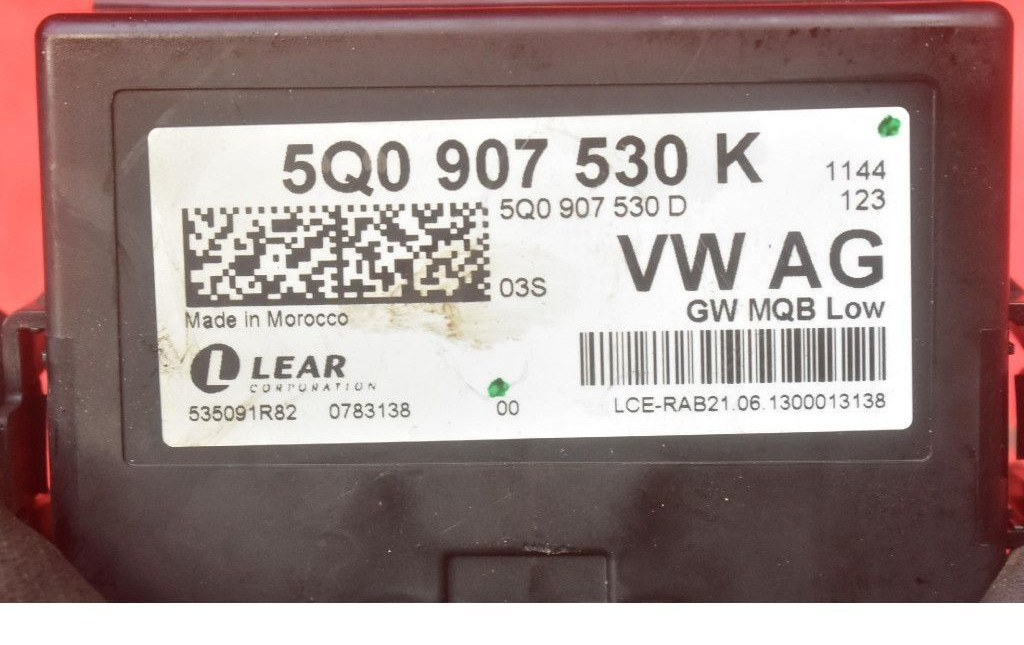 5Q0 907 530 K
1144
5Q0 907 530 D
123
VW AG
03S
GW MQB Low
Made in Morocco
LEAR
CORPORATION
535091R82 0783138 00
LCE-RAB21.06.1300013138